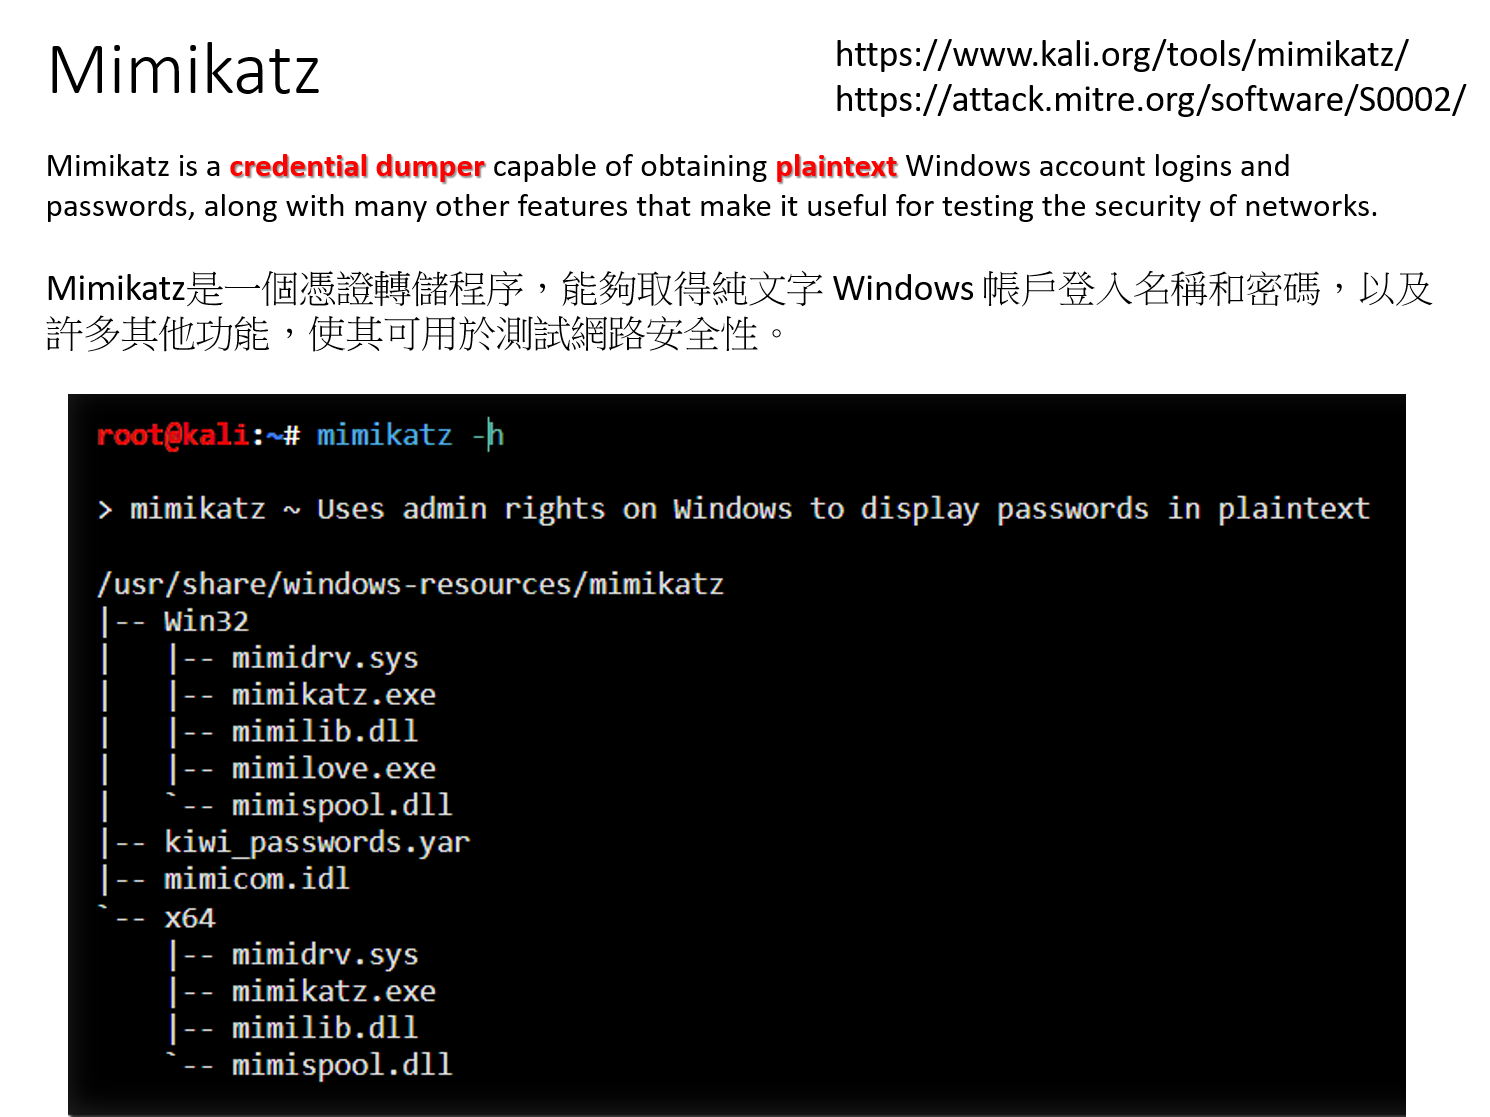 Mimikatz
https://www.kali.org/tools/mimikatz/
https://attack.mitre.org/software/S0002/
Mimikatz is a credential dumper capable of obtaining plaintext Windows account logins and
passwords, along with many other features that make it useful for testing the security of networks.
Mimikatz是一個憑證轉儲程序，能夠取得純文字 Windows 帳戶登入名稱和密碼，以及
許多其他功能，使其可用於測試網路安全性。
root@kali:~# mimikatz -h
> mimikatz ~ Uses admin rights on Windows to display passwords in plaintext
/usr/share/windows-resources/mimikatz
|-- Win32
|   |-- mimidrv.sys
|   |-- mimikatz.exe
|   |-- mimilib.dll
|   |-- mimilove.exe
|   `-- mimispool.dll
|-- kiwi_passwords.yar
|-- mimicom.idl
`-- x64
    |-- mimidrv.sys
    |-- mimikatz.exe
    |-- mimilib.dll
    `-- mimispool.dll